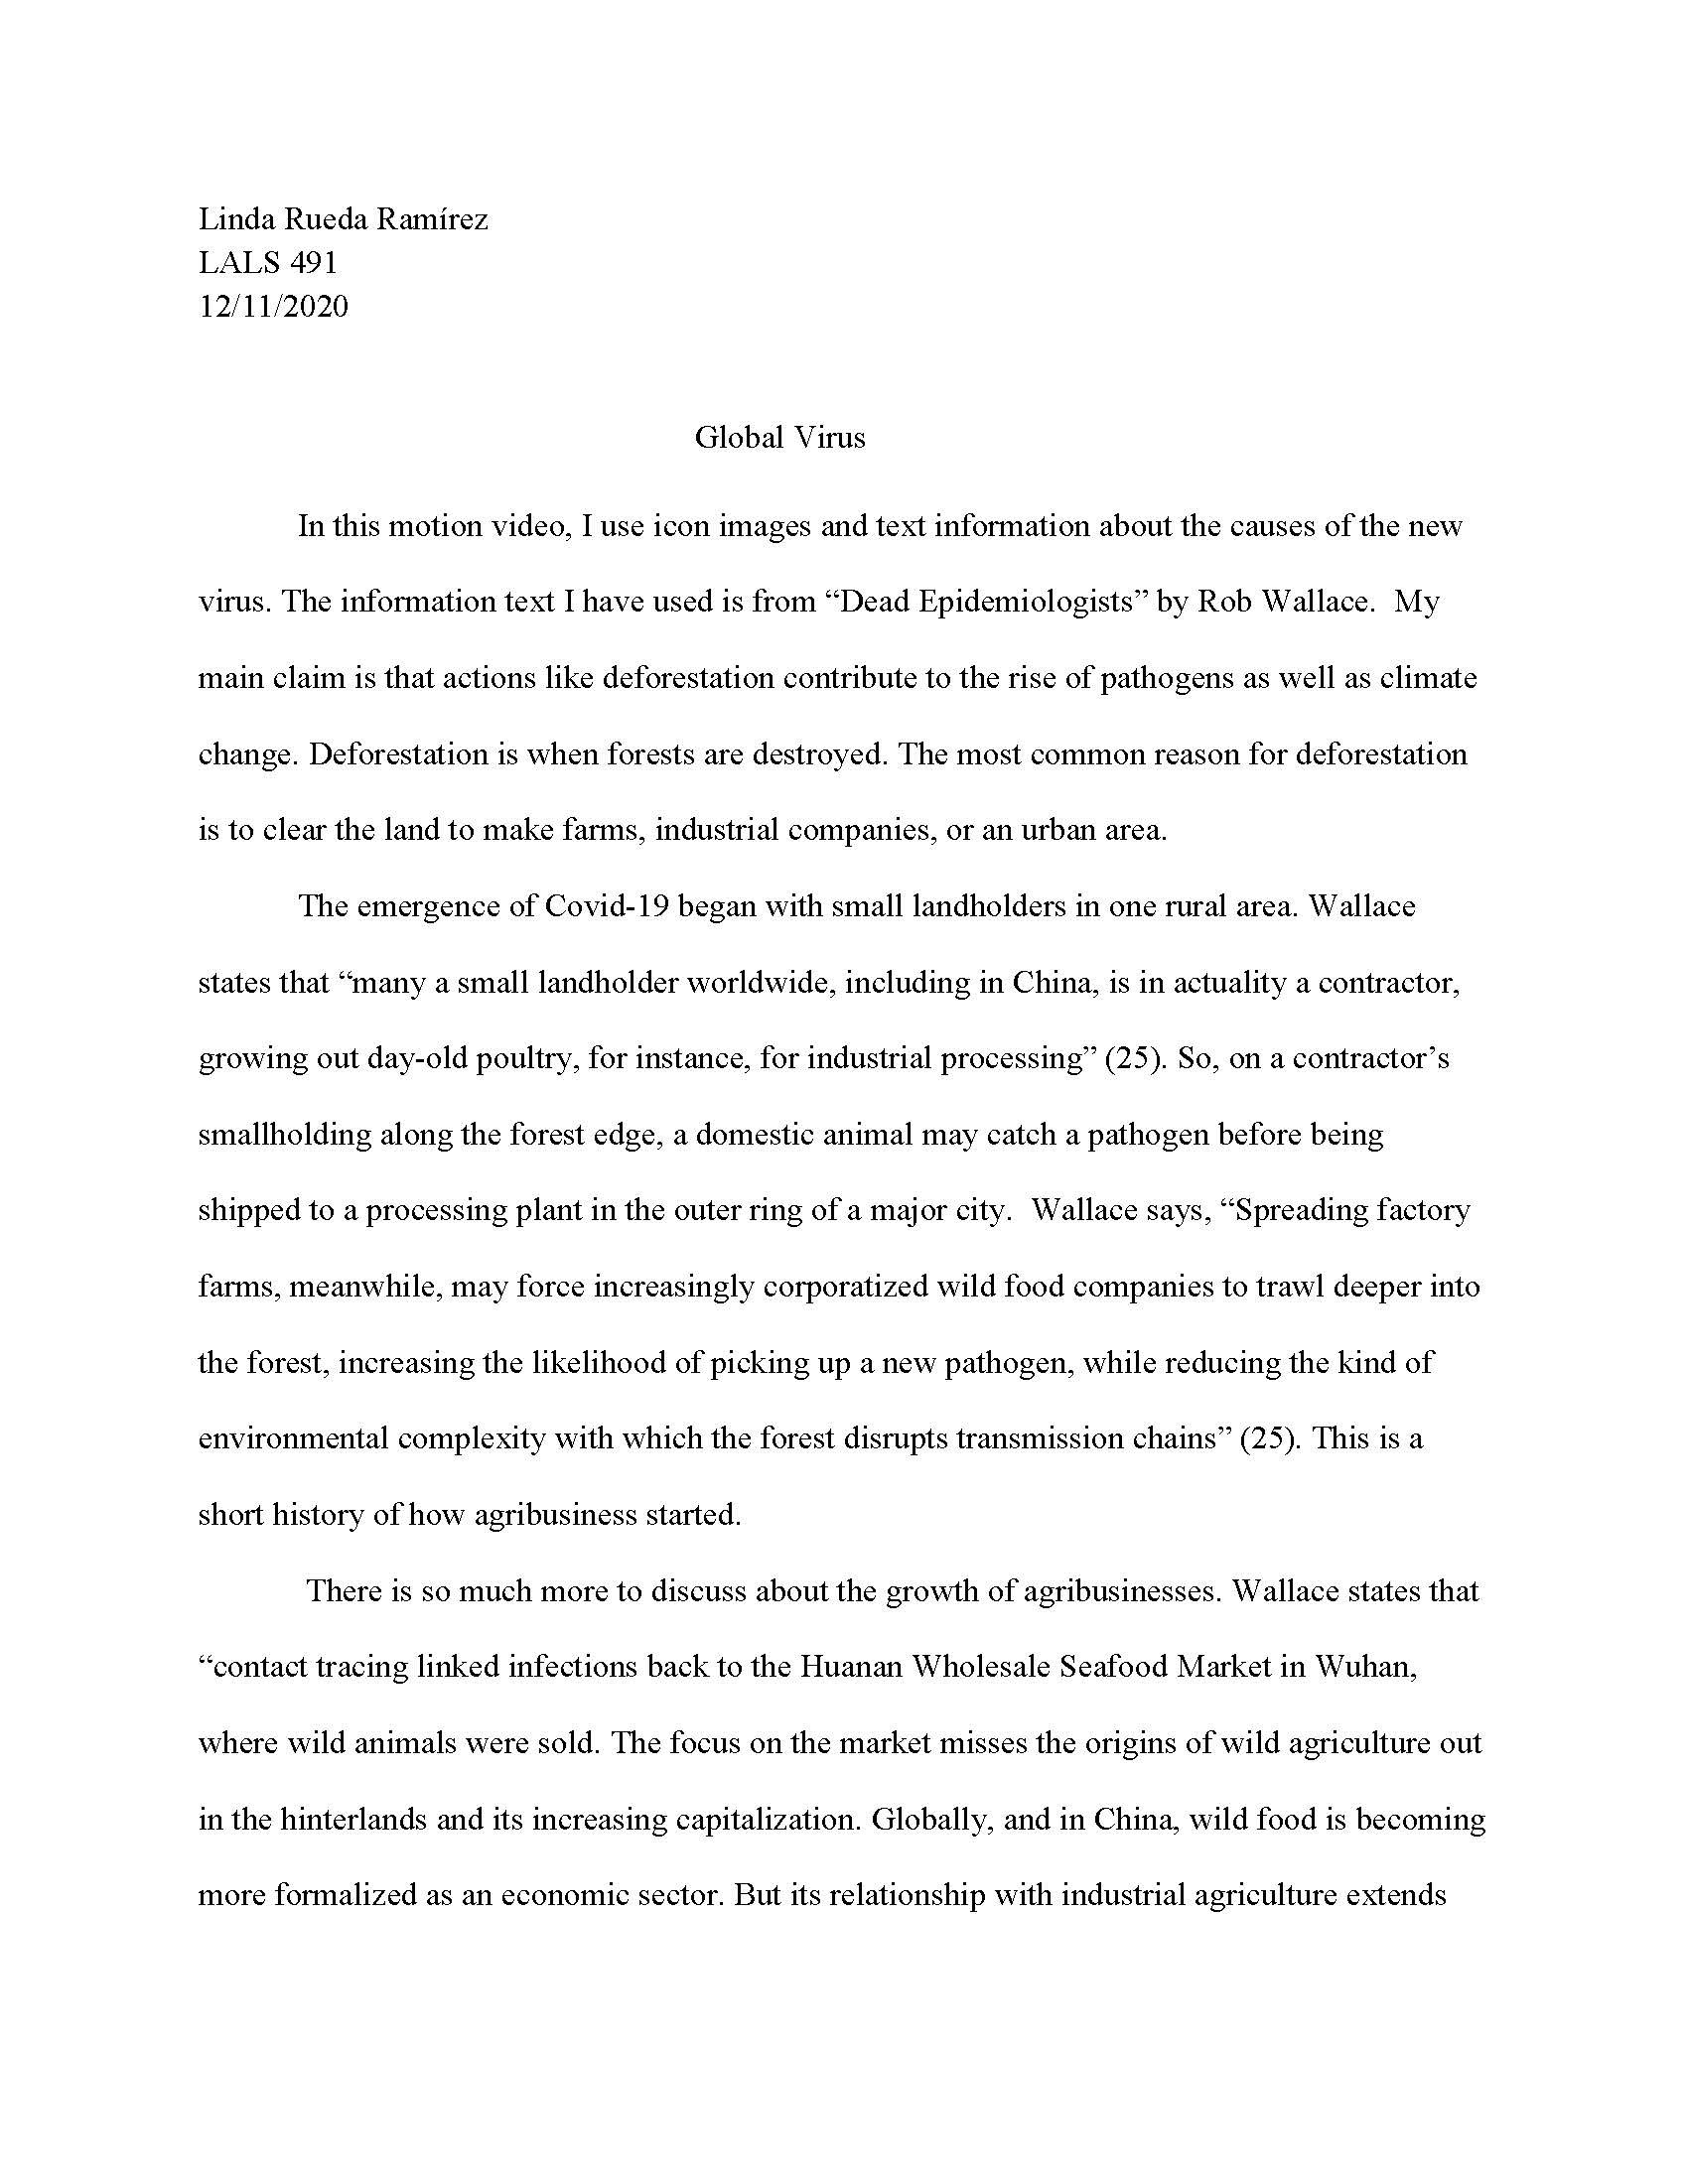 Linda Rueda Ramírez
LALS 491
12/11/2020
Global Virus
In this motion video, I use icon images and text information about the causes of the new
virus. The information text I have used is from “Dead Epidemiologists” by Rob Wallace.  My
main claim is that actions like deforestation contribute to the rise of pathogens as well as climate
change. Deforestation is when forests are destroyed. The most common reason for deforestation
is to clear the land to make farms, industrial companies, or an urban area.
The emergence of Covid-19 began with small landholders in one rural area. Wallace
states that “many a small landholder worldwide, including in China, is in actuality a contractor,
growing out day-old poultry, for instance, for industrial processing” (25). So, on a contractor’s
smallholding along the forest edge, a domestic animal may catch a pathogen before being
shipped to a processing plant in the outer ring of a major city.  Wallace says, “Spreading factory
farms, meanwhile, may force increasingly corporatized wild food companies to trawl deeper into
the forest, increasing the likelihood of picking up a new pathogen, while reducing the kind of
environmental complexity with which the forest disrupts transmission chains” (25). This is a
short history of how agribusiness started.
There is so much more to discuss about the growth of agribusinesses. Wallace states that
“contact tracing linked infections back to the Huanan Wholesale Seafood Market in Wuhan,
where wild animals were sold. The focus on the market misses the origins of wild agriculture out
in the hinterlands and its increasing capitalization. Globally, and in China, wild food is becoming
more formalized as an economic sector. But its relationship with industrial agriculture extends